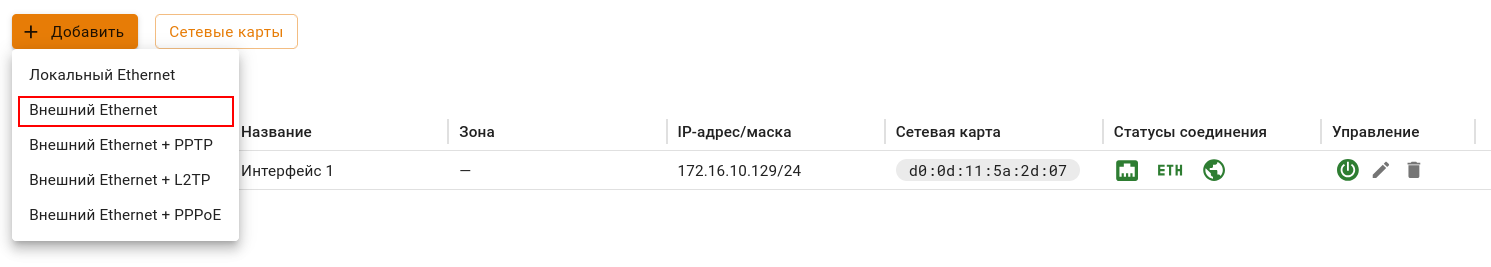 Добавить
Сетевые карты
Локальный Ethernet
Внешний Ethernet
Внешний Ethernet + PPTP
Внешний Ethernet + L2TP
Внешний Ethernet + PPPoE
Название Зона IP-адрес/маска Сетевая карта Статусы соединения Управление
Интерфейс 1 — 172.16.10.129/24 d0:0d:11:5a:2d:07 ETH